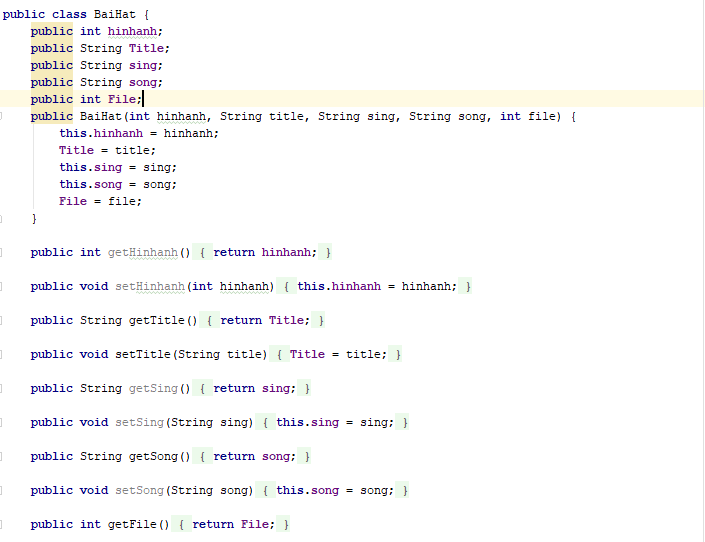 public class BaiHat {
public int hinhanh;
public String Title;
public String sing;
public String song;
public int File;
public BaiHat(int hinhanh, String title, String sing, String song, int file) {
this.hinhanh = hinhanh;
Title = title;
this.sing = sing;
this.song = song;
File = file;
}
public int getHinhanh() { return hinhanh; }
public void setHinhanh(int hinhanh) { this.hinhanh = hinhanh; }
public String getTitle() { return Title; }
public void setTitle(String title) { Title = title; }
public String getSing() { return sing; }
public void setSing(String sing) { this.sing = sing; }
public String getSong() { return song; }
public void setSong(String song) { this.song = song; }
public int getFile() { return File; }